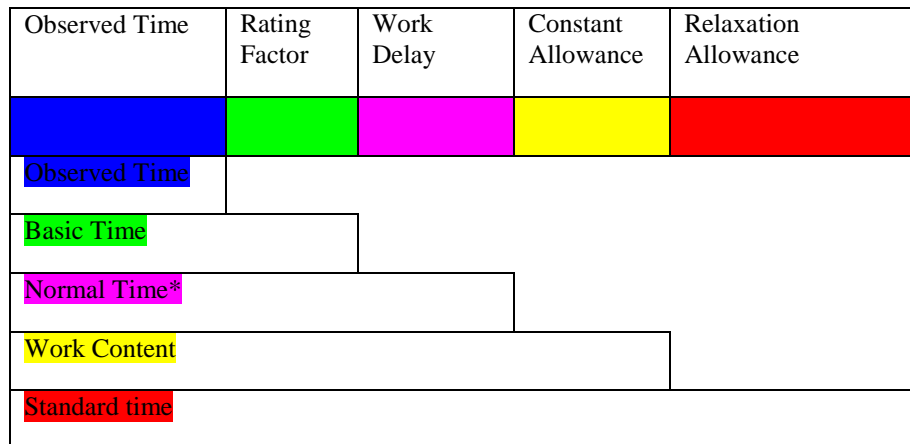 Observed Time
Rating
Factor
Work
Delay
Constant
Allowance
Relaxation
Allowance
Observed Time
Basic Time
Normal Time*
Work Content
Standard time